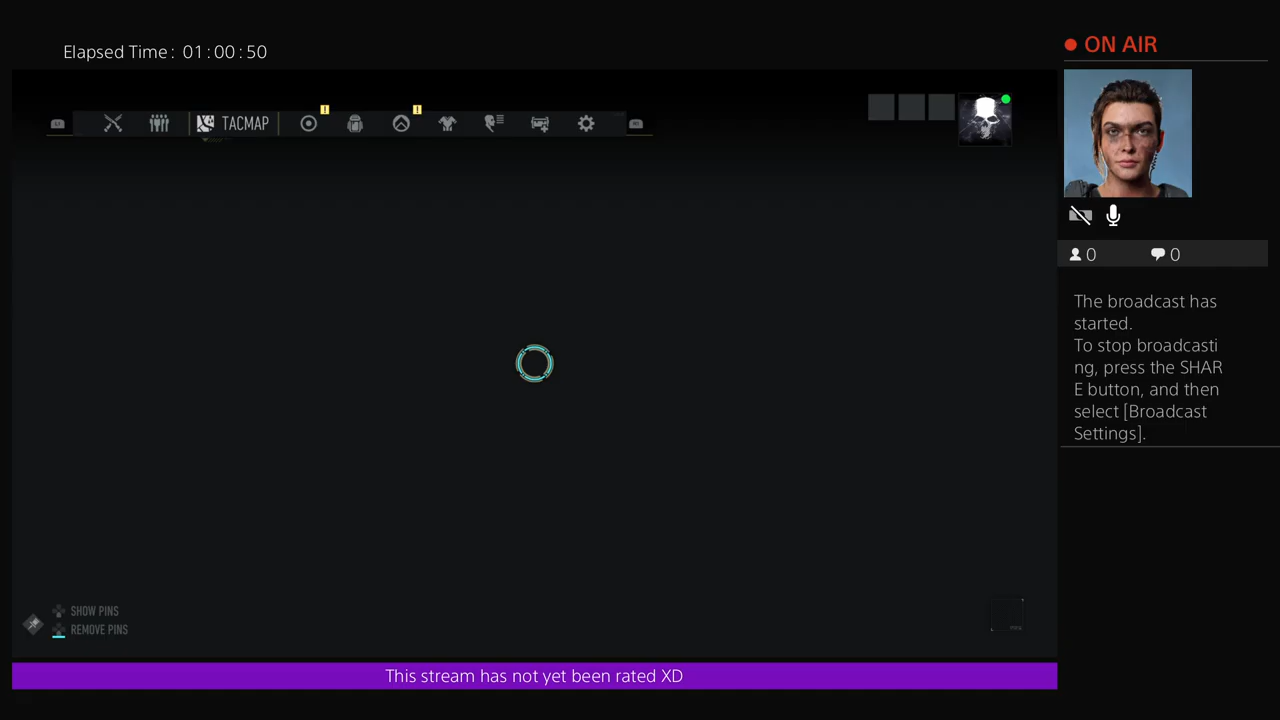 Elapsed Time: 01:00:50
ON AIR
TACMAP
0
0
The broadcast has
started.
To stop broadcasti
ng, press the SHAR
E button, and then
select [Broadcast
Settings].
SHOW PINS
REMOVE PINS
This stream has not yet been rated XD